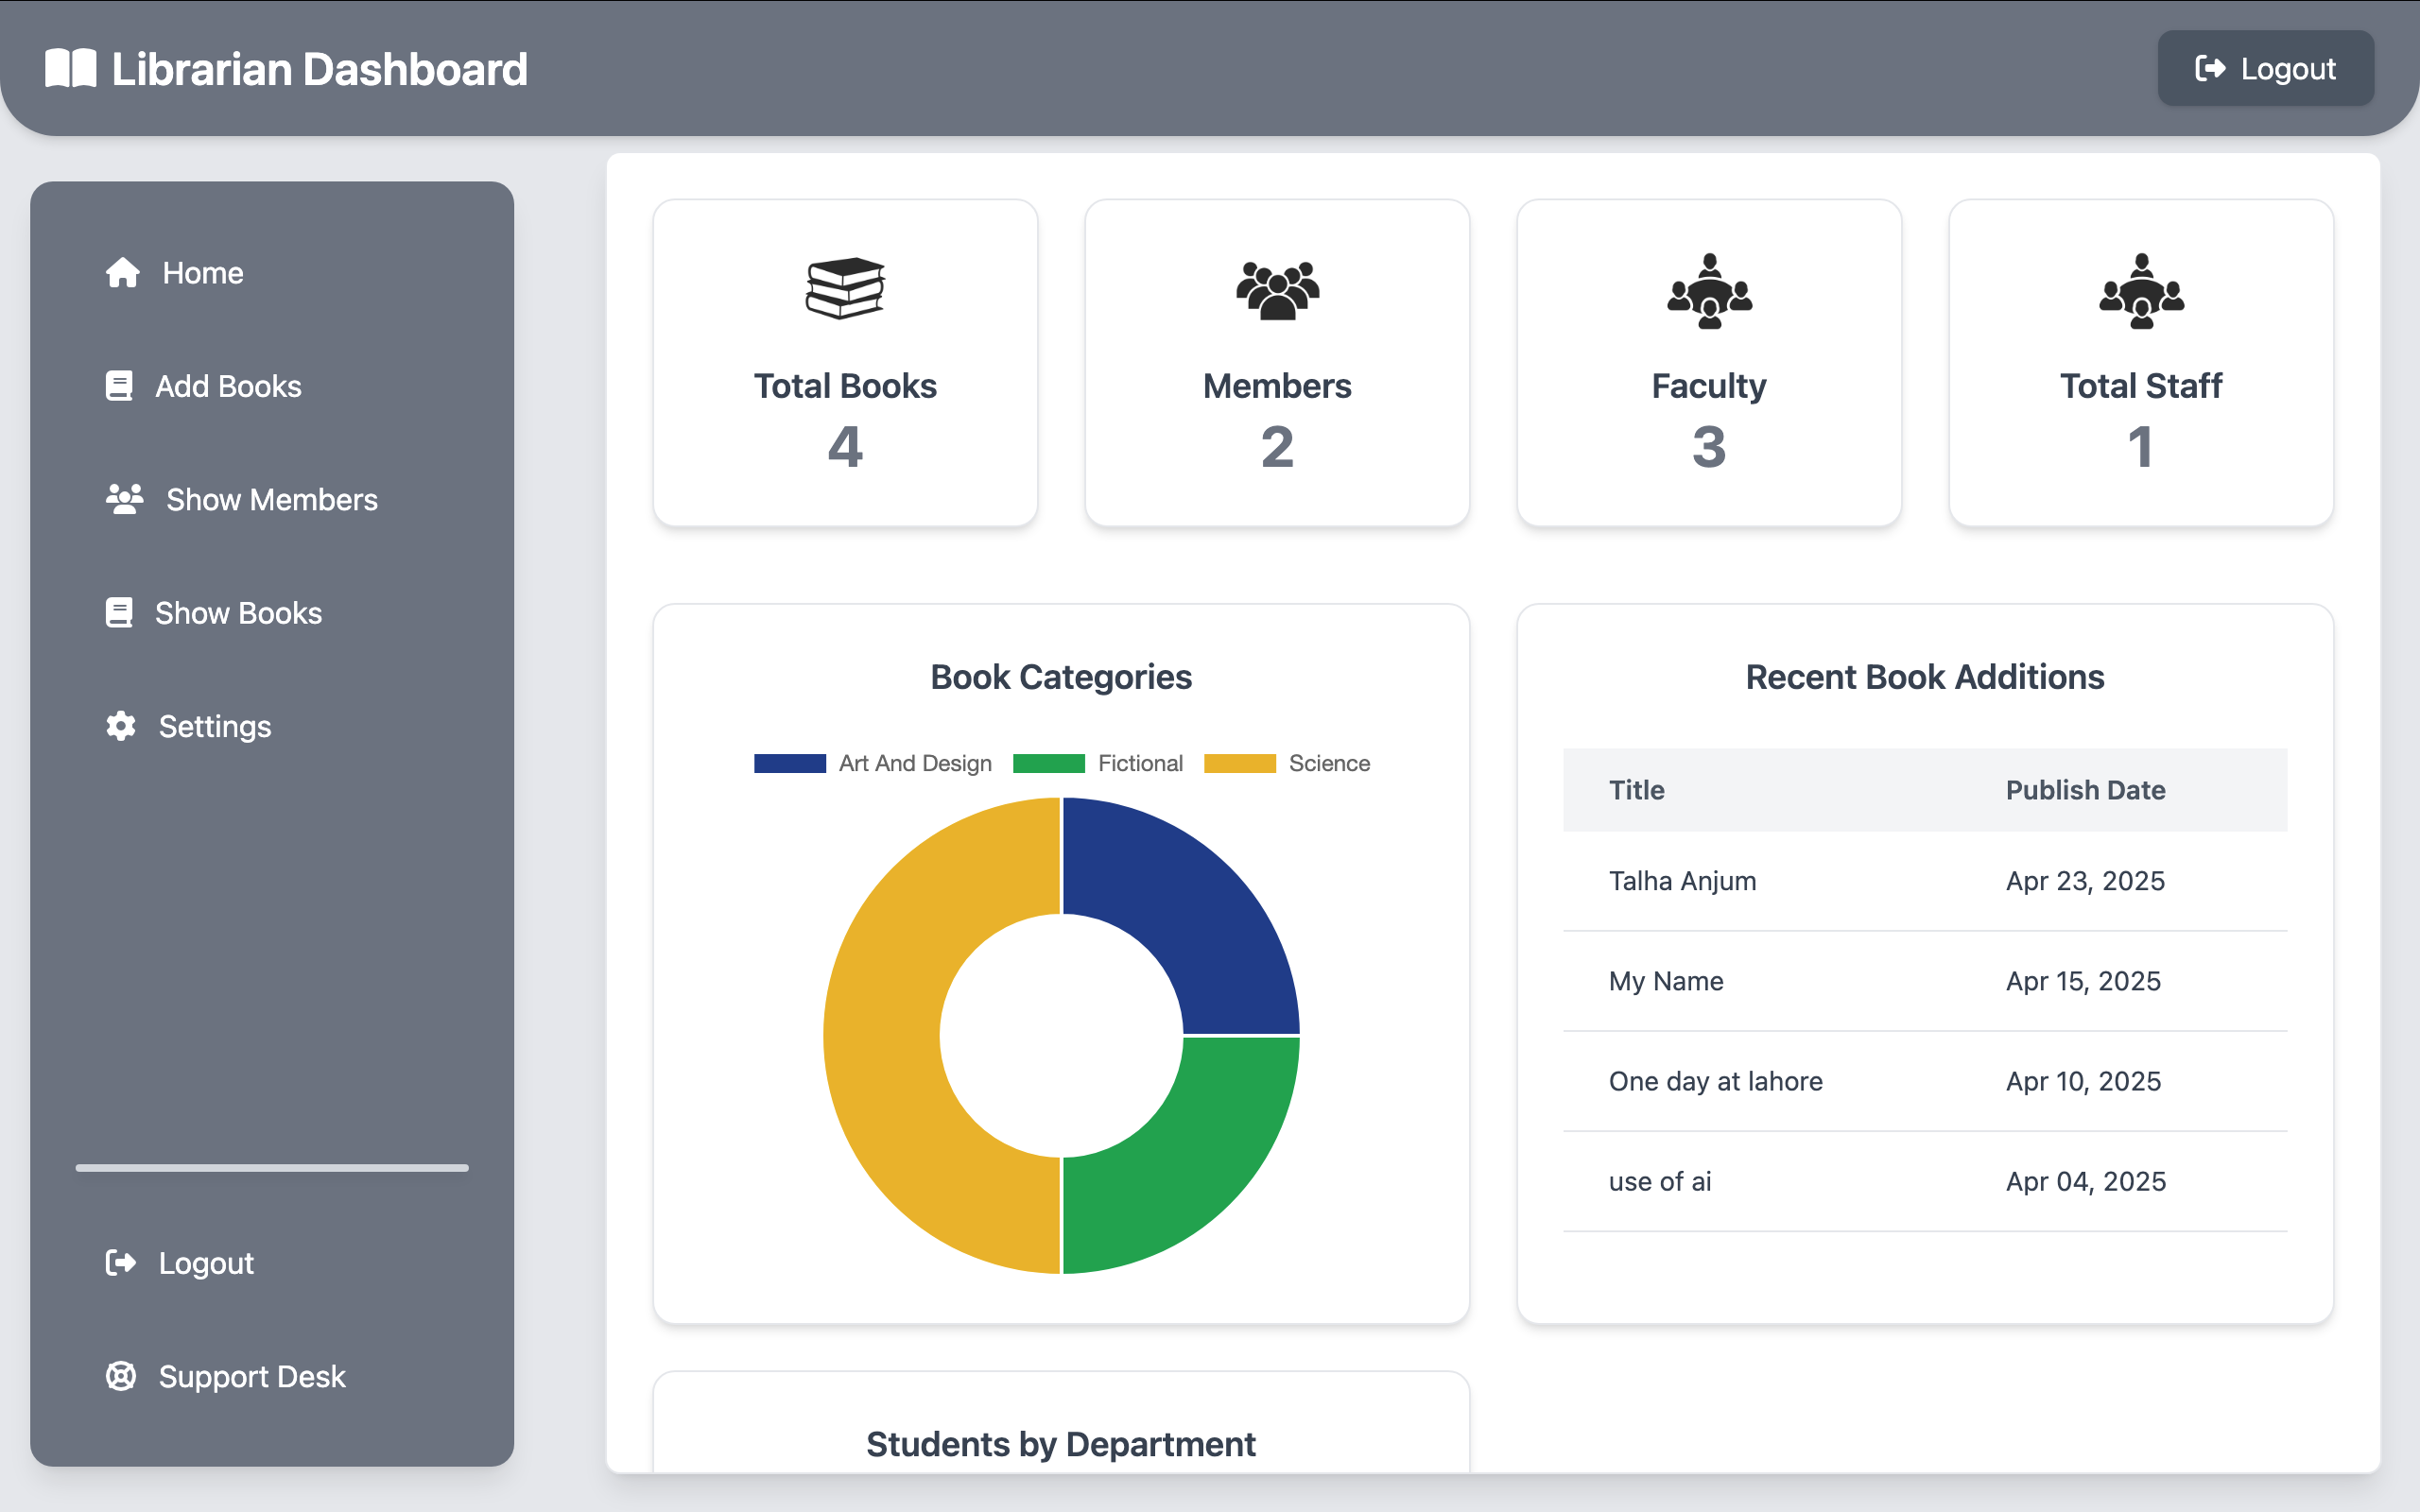 Librarian Dashboard
Logout
Home
Add Books
Show Members
Show Books
Settings
Logout
Support Desk
Total Books
4
Members
2
Faculty
3
Total Staff
1
Book Categories
Art And Design Fictional Science
Recent Book Additions
Title Publish Date
Talha Anjum Apr 23, 2025
My Name Apr 15, 2025
One day at lahore Apr 10, 2025
use of ai Apr 04, 2025
Students by Department